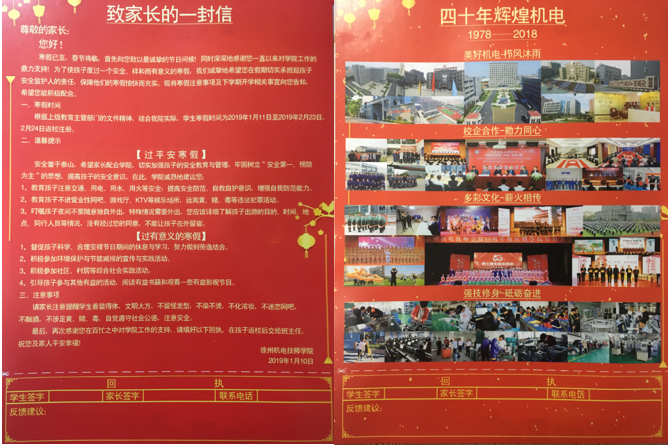 致家长的一封信
尊敬的家长:
您好!
寒假已至，春节将临，首先向您致以最诚挚的节日问候！同时深深地感谢您一直以来对学院工作的
鼎力支持！为了使孩子度过一个安全、祥和而有意义的寒假，我们诚挚地希望您在假期切实承担起孩子
安全监护人的责任，保障他们的寒假愉快而充实。现将寒假注意事项及下学期开学相关事宜向您告知，
希望您能积极配合。
一、寒假时间
根据上级教育主管部门的文件精神，结合我院实际，学生寒假时间为2019年1月11日至2019年2月23日，
2月24日返校注册。
二、温馨提示
【过平安寒假】
安全重于泰山，希望家长配合学院，切实加强孩子的安全教育与管理，牢固树立“安全第一、预防
为主”的思想，提高孩子的安全意识。在此，学院诚恳地建议您：
1、教育孩子注意交通、用电、用水、用火等安全；提高安全防范、自救自护意识，增强自我防范能力。
2、教育孩子不进营业性网吧、游戏厅、KTV等娱乐场所，远离黄、赌、毒等违法犯罪活动。
3、叮嘱孩子夜间不要随意独自外出，特殊情况需要外出，您应该详细了解孩子出游的目的、时间、地
点、同行人员等情况，没有经过您的同意，不能让孩子在外留宿。
【过有意义的寒假】
1、督促孩子科学、合理安排节日期间的休息与学习，努力做到劳逸结合。
2、积极参加环境保护与节能减排的宣传与实践活动。
3、积极参加社区、村居等综合社会实践活动。
4、引导孩子参与其他有益的活动，阅读有益书籍和观看一些有益影视节目。
三、注意事项
请家长注意提醒学生着装得体，文明大方，不留怪发型，不染不烫，不化浓妆，不迷恋网吧，
不酗酒，不涉足黄、赌、毒，自觉遵守社会公德，注意安全。
最后，再次感谢您在百忙之中对学院工作的支持，请填好以下回执，在孩子返校后交给班主任。
祝您及家人平安幸福！
徐州机电技师学院
2019年1月10日
回 执
学生签字 家长签字 联系电话
反馈建议：
四十年辉煌机电
1978——2018
美好机电-栉风沐雨
校企合作-勠力同心
多彩文化-薪火相传
强技修身-砥砺奋进
回 执
学生签字 家长签字 联系电话
反馈建议：